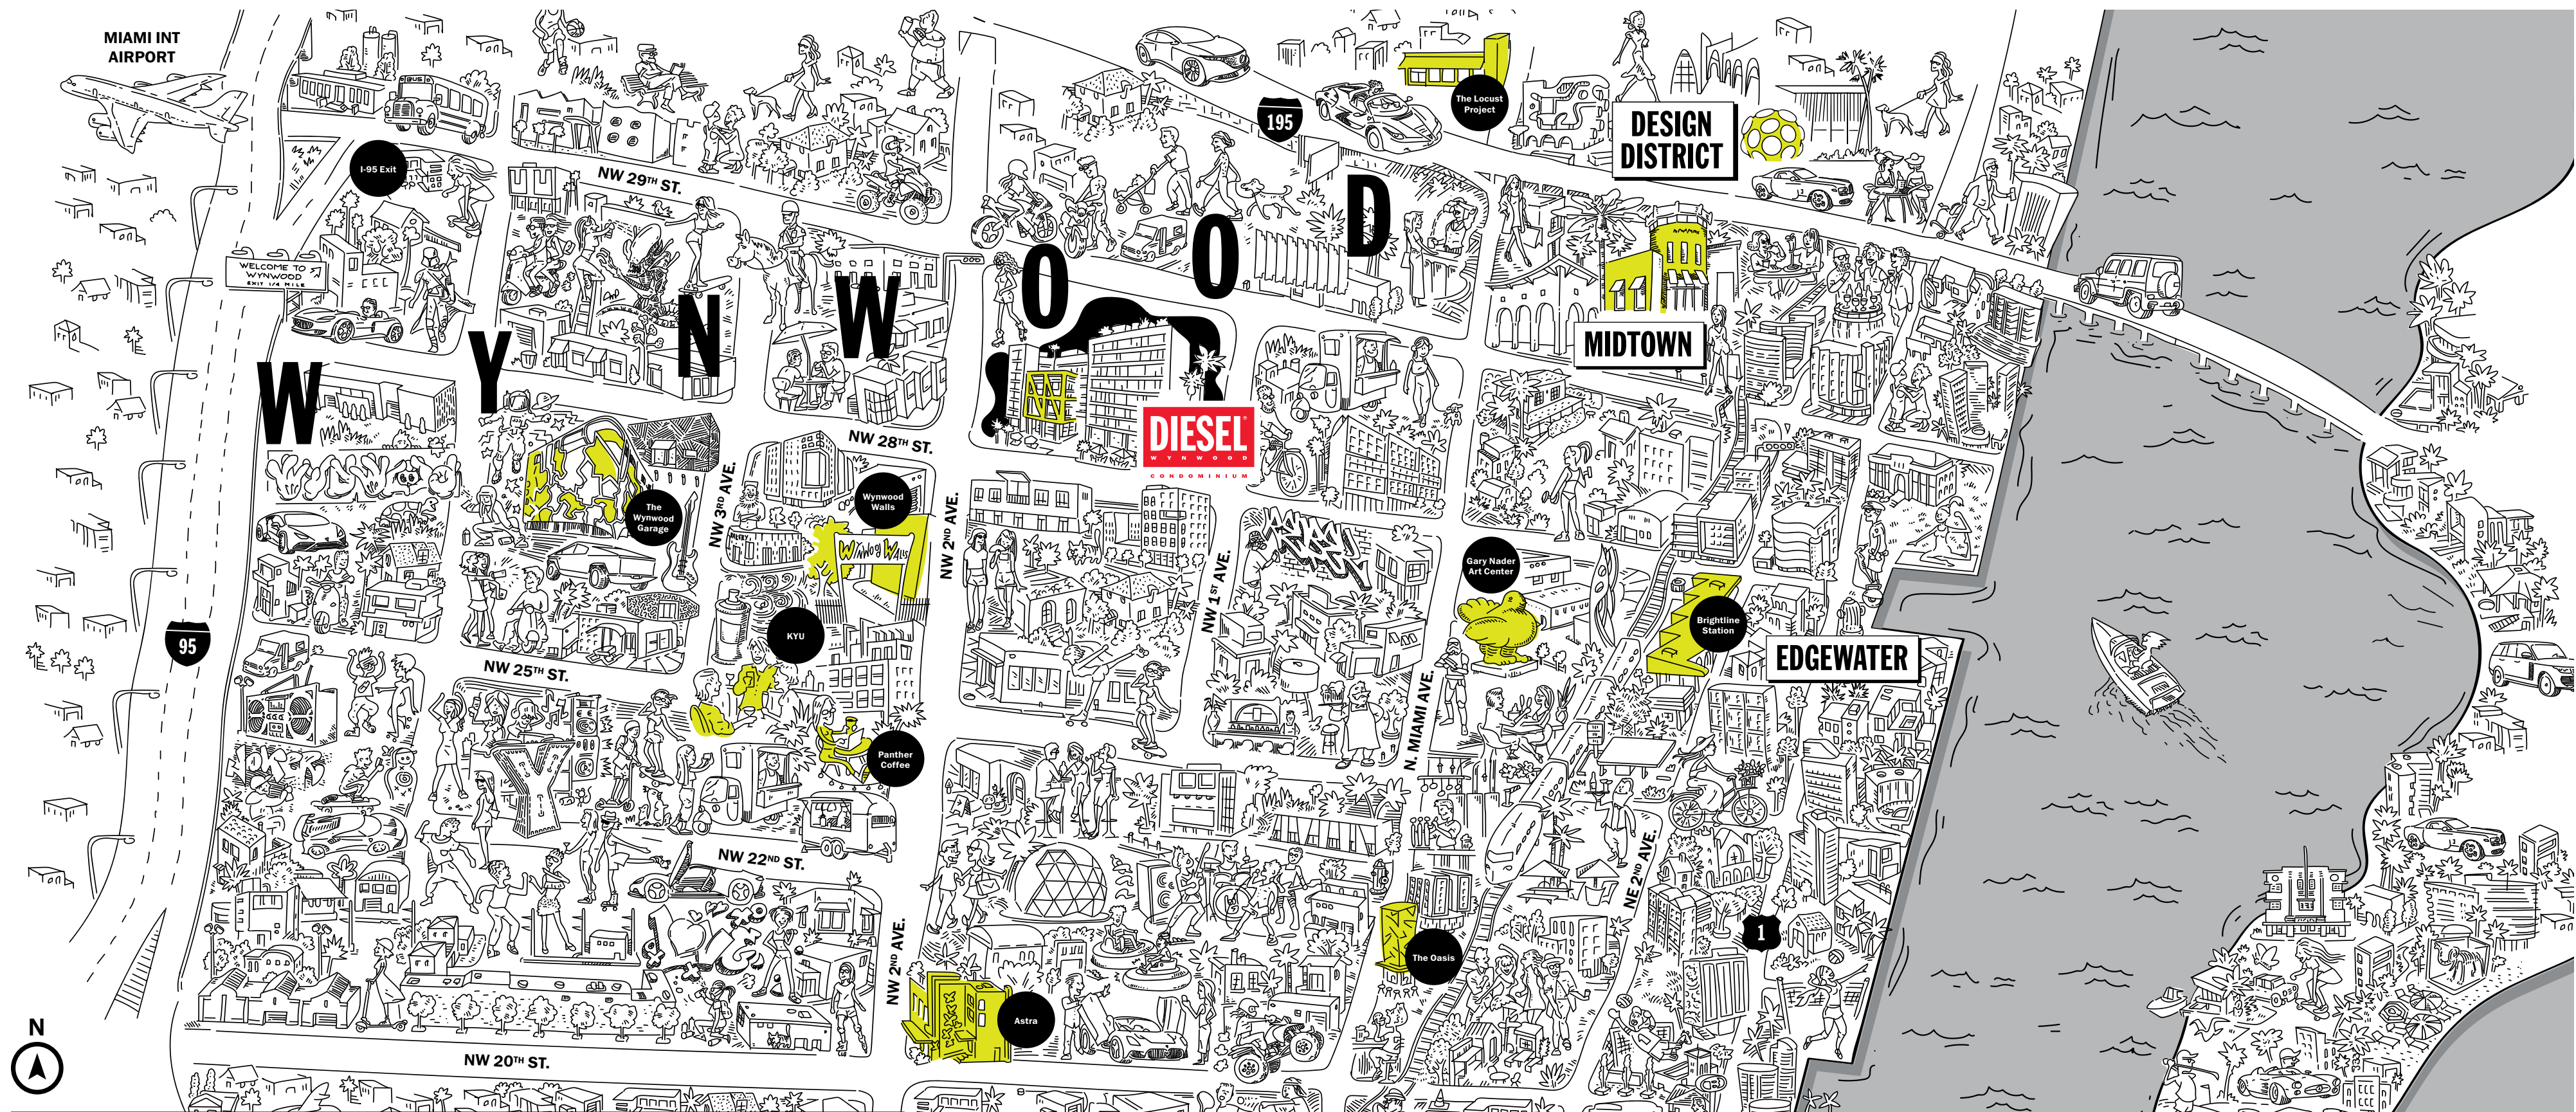 MIAMI INT
AIRPORT
The Locust
Project
195
DESIGN
DISTRICT
BUS
I-95 Exit
NW 29TH ST.
WELCOME TO
WYNWOOD
EXIT 1/4 MILE
WYNWOOD
MIDTOWN
DIESEL
WYNWOOD
CONDOMINIUM
NW 28TH ST.
NW 3RD AVE.
Wynwood
Walls
The
Wynwood
Garage
NW 2ND AVE.
NW 1ST AVE.
Gary Nader
Art Center
Brightline
Station
KYU
95
EDGEWATER
NW 25TH ST.
N. MIAMI AVE.
Panther
Coffee
Y
NW 22ND ST.
NE 2ND AVE.
1
NW 2ND AVE.
The Oasis
Astra
N
NW 20TH ST.